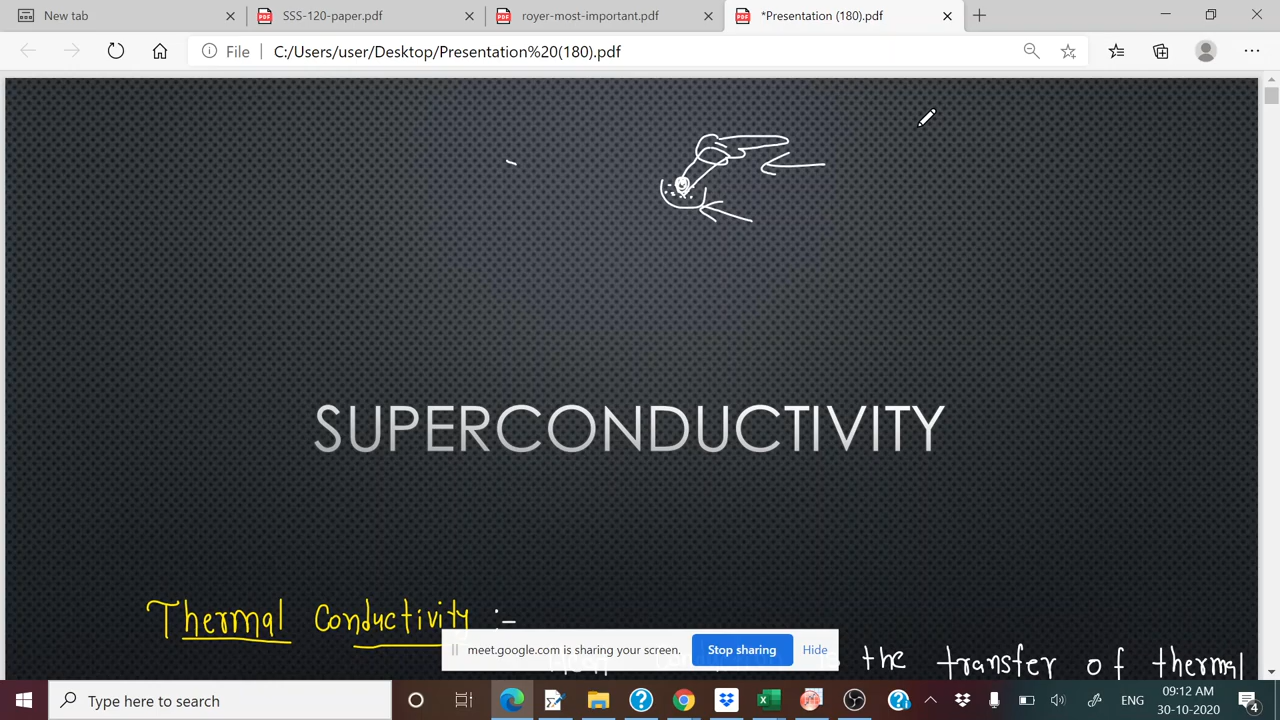 New tab
SSS-120-paper.pdf
royer-most-important.pdf
*Presentation (180).pdf
File
C:/Users/user/Desktop/Presentation%20(180).pdf
SUPERCONDUCTIVITY
Thermal Conductivity :-
the transfer of thermal
meet.google.com is sharing your screen.
Stop sharing
Hide
Type here to search
ENG
09:12 AM
30-10-2020
4